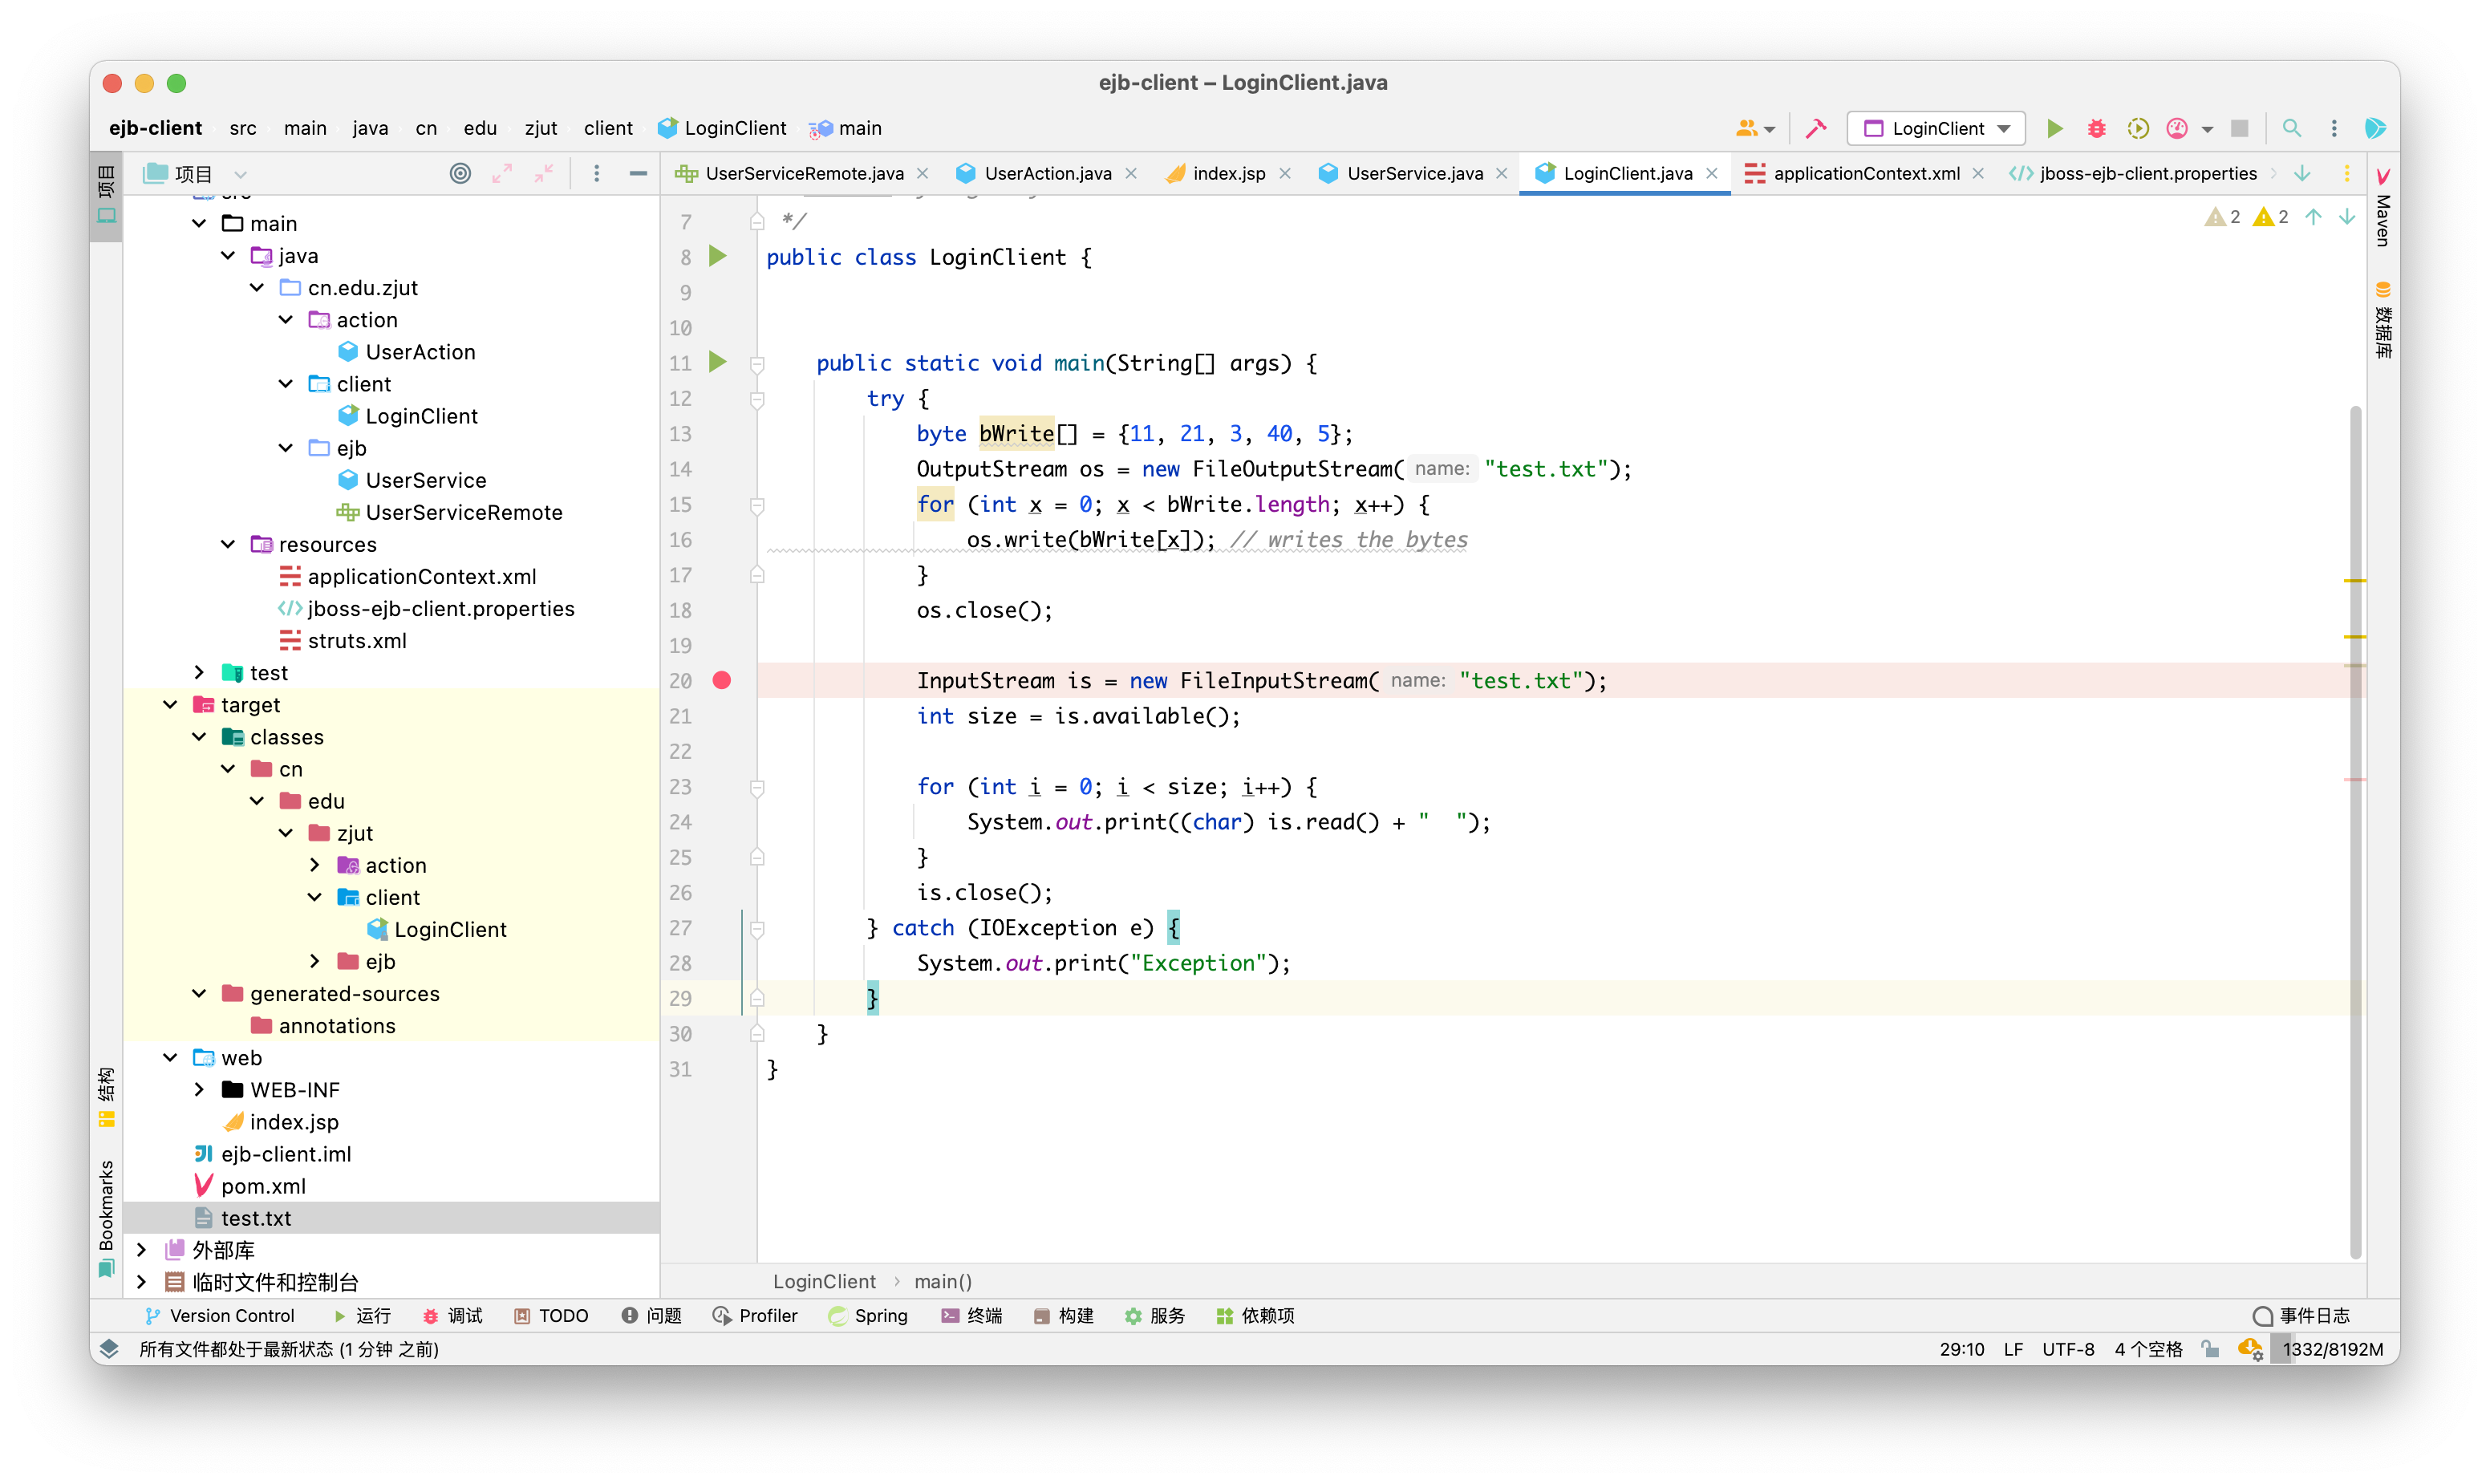 ejb-client – LoginClient.java
ejb-client src main java cn edu zjut client LoginClient main
LoginClient
项目
项目
UserServiceRemote.java UserAction.java index.jsp UserService.java LoginClient.java applicationContext.xml jboss-ejb-client.properties
Maven
数据库
2 2
src
main
java
cn.edu.zjut
action
UserAction
client
LoginClient
ejb
UserService
UserServiceRemote
resources
applicationContext.xml
jboss-ejb-client.properties
struts.xml
test
target
classes
cn
edu
zjut
action
client
LoginClient
ejb
generated-sources
annotations
web
WEB-INF
index.jsp
ejb-client.iml
pom.xml
test.txt
外部库
临时文件和控制台
结构
Bookmarks
7 */
8 public class LoginClient {
9
10
11 public static void main(String[] args) {
12 try {
13 byte bWrite[] = {11, 21, 3, 40, 5};
14 OutputStream os = new FileOutputStream( name: "test.txt");
15 for (int x = 0; x < bWrite.length; x++) {
16 os.write(bWrite[x]); // writes the bytes
17 }
18 os.close();
19
20 InputStream is = new FileInputStream( name: "test.txt");
21 int size = is.available();
22
23 for (int i = 0; i < size; i++) {
24 System.out.print((char) is.read() + "  ");
25 }
26 is.close();
27 } catch (IOException e) {
28 System.out.print("Exception");
29 }
30 }
31 }
LoginClient › main()
Version Control 运行 调试 TODO 问题 Profiler Spring 终端 构建 服务 依赖项 事件日志
所有文件都处于最新状态 (1 分钟 之前) 29:10 LF UTF-8 4 个空格 1332/8192M